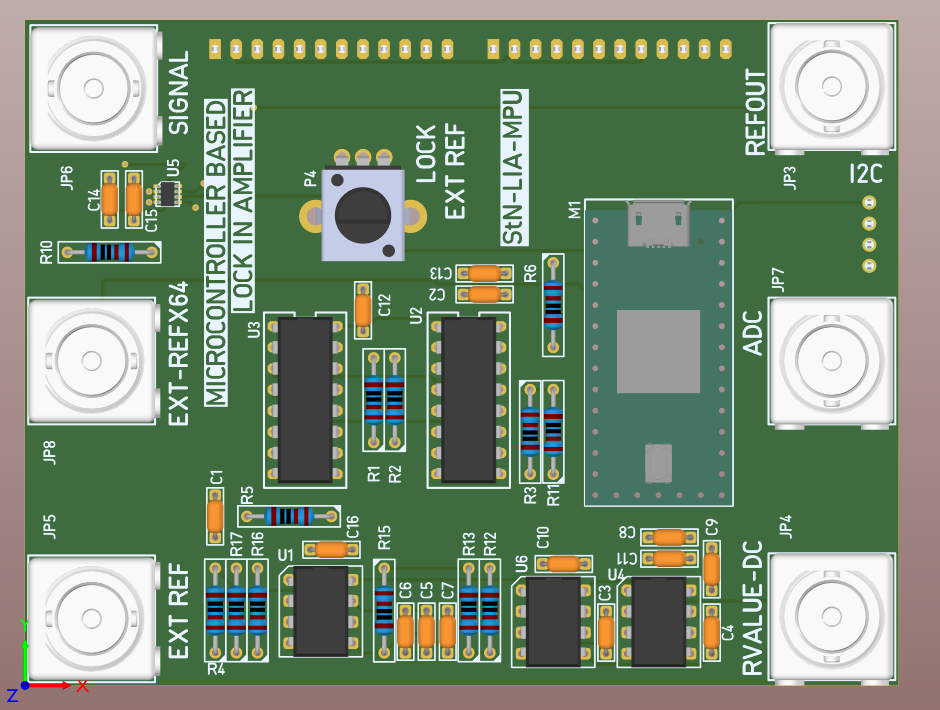 SIGNAL
REFOUT
MICROCONTROLLER BASED
LOCK IN AMPLIFIER
LOCK
EXT REF
StN-LIA-MPU
JP6
U5
P4
JP3
I2C
C14
C15
M1
R10
C13
R6
JP7
C2
EXT-REFX64
C12
U3
U2
ADC
JP8
R1
R2
R3
R11
C1
R5
JP5
C16
R15
C10
C8
C9
JP4
R17
R16
U1
R13
R12
U6
C11
U4
EXT REF
C6
C5
C7
C3
C4
RVALUE-DC
R4
Y
X
Z